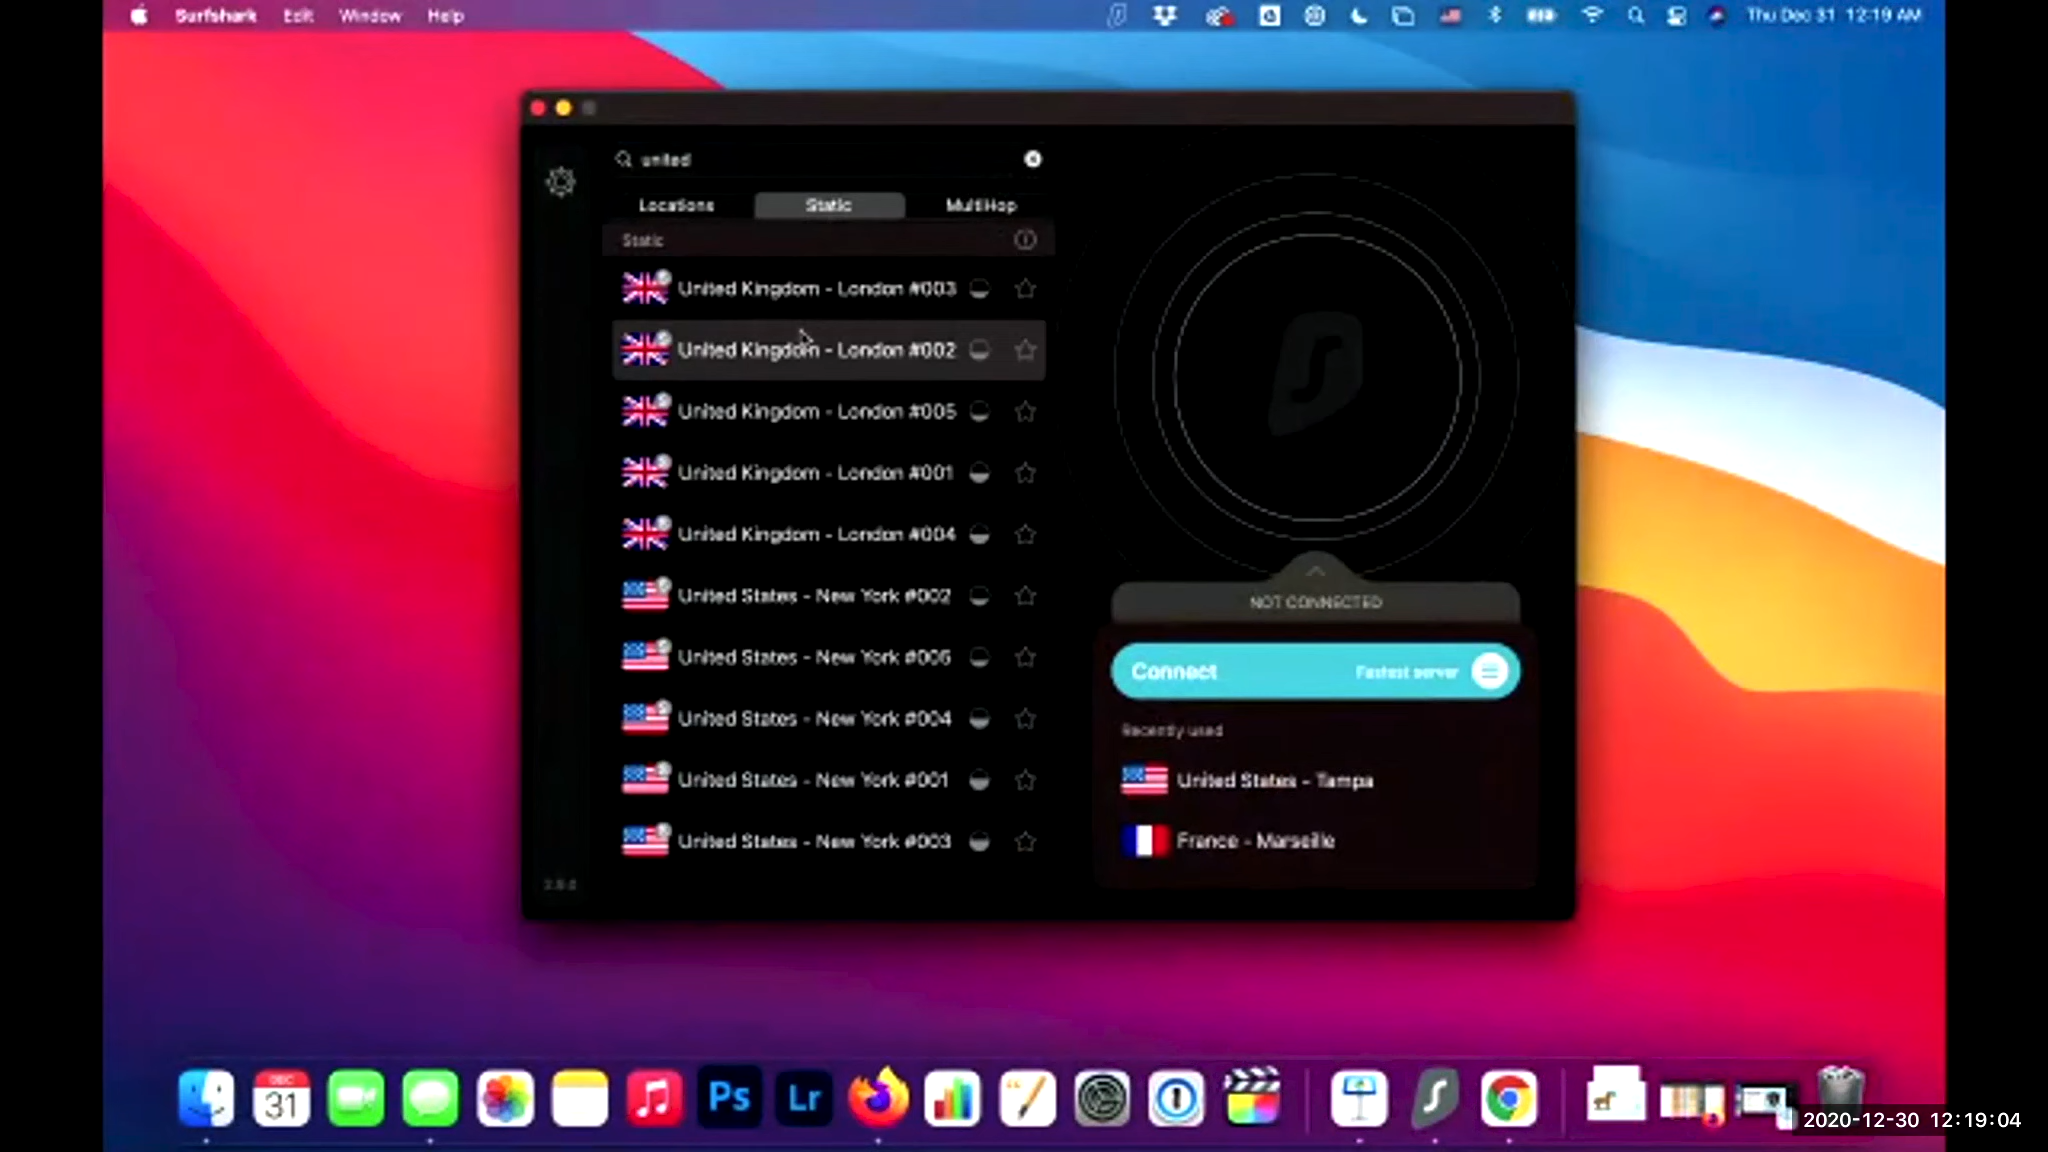 Surfshark Edit Window Help Thu Dec 31 12:19 AM
united
Locations Static MultiHop
Static
United Kingdom - London #003
United Kingdom - London #002
United Kingdom - London #005
United Kingdom - London #001
United Kingdom - London #004
United States - New York #002
United States - New York #005
United States - New York #004
United States - New York #001
United States - New York #003
NOT CONNECTED
Connect Fastest server
Recently used
United States - Tampa
France - Marseille
DEC
31
Ps
Lr
2020-12-30 12:19:04